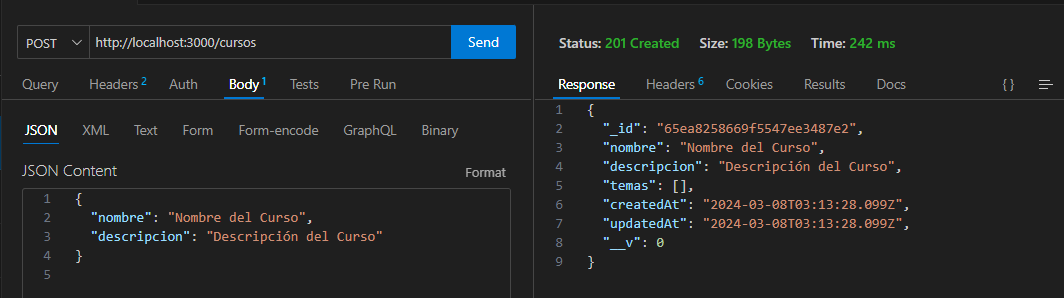 POST http://localhost:3000/cursos Send
Query Headers 2 Auth Body 1 Tests Pre Run
JSON XML Text Form Form-encode GraphQL Binary
JSON Content Format
1 {
2 "nombre": "Nombre del Curso",
3 "descripcion": "Descripción del Curso"
4 }
5
Status: 201 Created Size: 198 Bytes Time: 242 ms
Response Headers 6 Cookies Results Docs { }
1 {
2 "_id": "65ea8258669f5547ee3487e2",
3 "nombre": "Nombre del Curso",
4 "descripcion": "Descripción del Curso",
5 "temas": [],
6 "createdAt": "2024-03-08T03:13:28.099Z",
7 "updatedAt": "2024-03-08T03:13:28.099Z",
8 "__v": 0
9 }